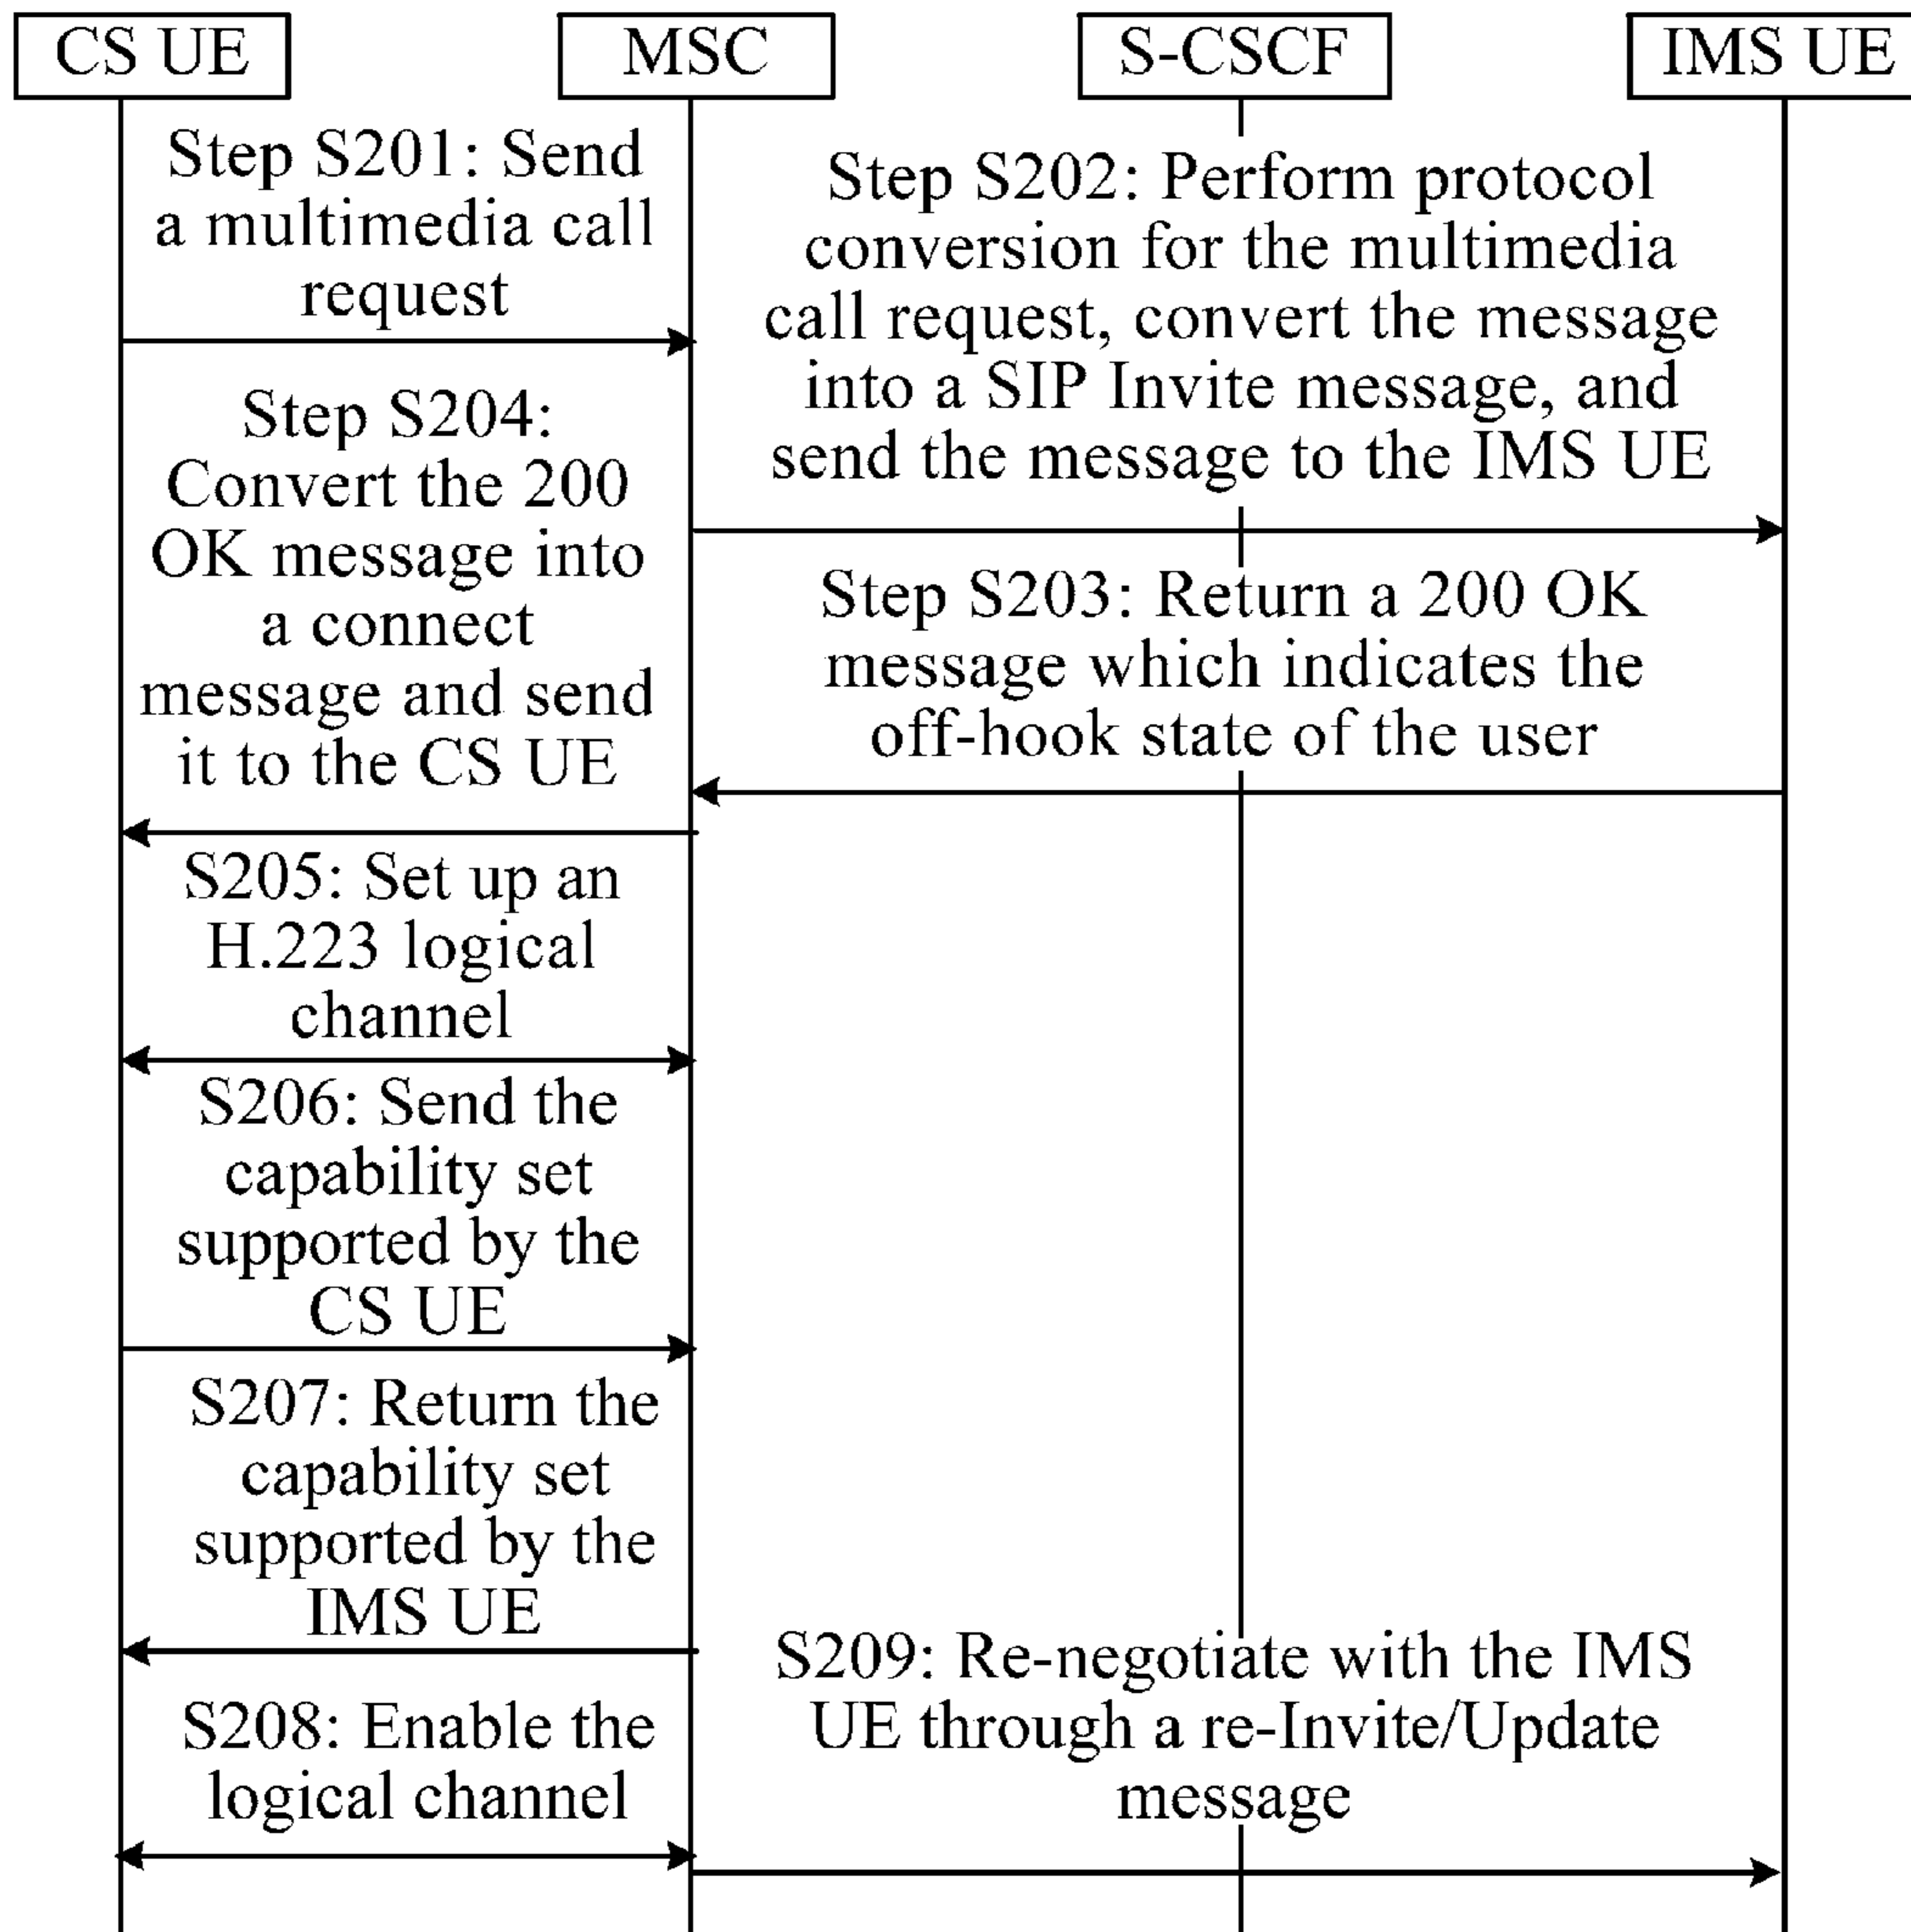 CS UE
MSC
S-CSCF
IMS UE
Step S201: Send
a multimedia call
request
Step S202: Perform protocol
conversion for the multimedia
call request, convert the message
into a SIP Invite message, and
send the message to the IMS UE
Step S203: Return a 200 OK
message which indicates the
off-hook state of the user
Step S204:
Convert the 200
OK message into
a connect
message and send
it to the CS UE
S205: Set up an
H.223 logical
channel
S206: Send the
capability set
supported by the
CS UE
S207: Return the
capability set
supported by the
IMS UE
S208: Enable the
logical channel
S209: Re-negotiate with the IMS
UE through a re-Invite/Update
message